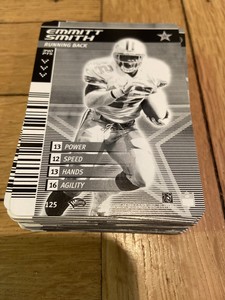 EMMITT
SMITH
RUNNING BACK
13 POWER
12 SPEED
13 HANDS
16 AGILITY
125